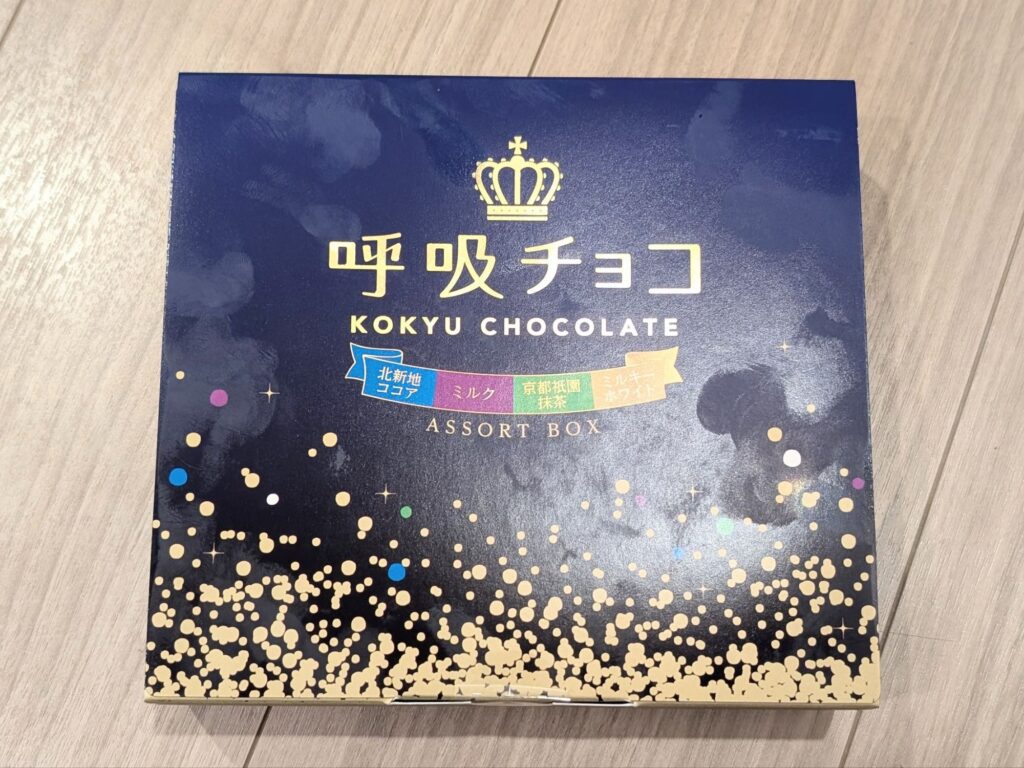 呼吸チョコ
KOKYU CHOCOLATE
北新地
ココア
ミルク
京都祇園
抹茶
ミルキー
ホワイト
ASSORT BOX